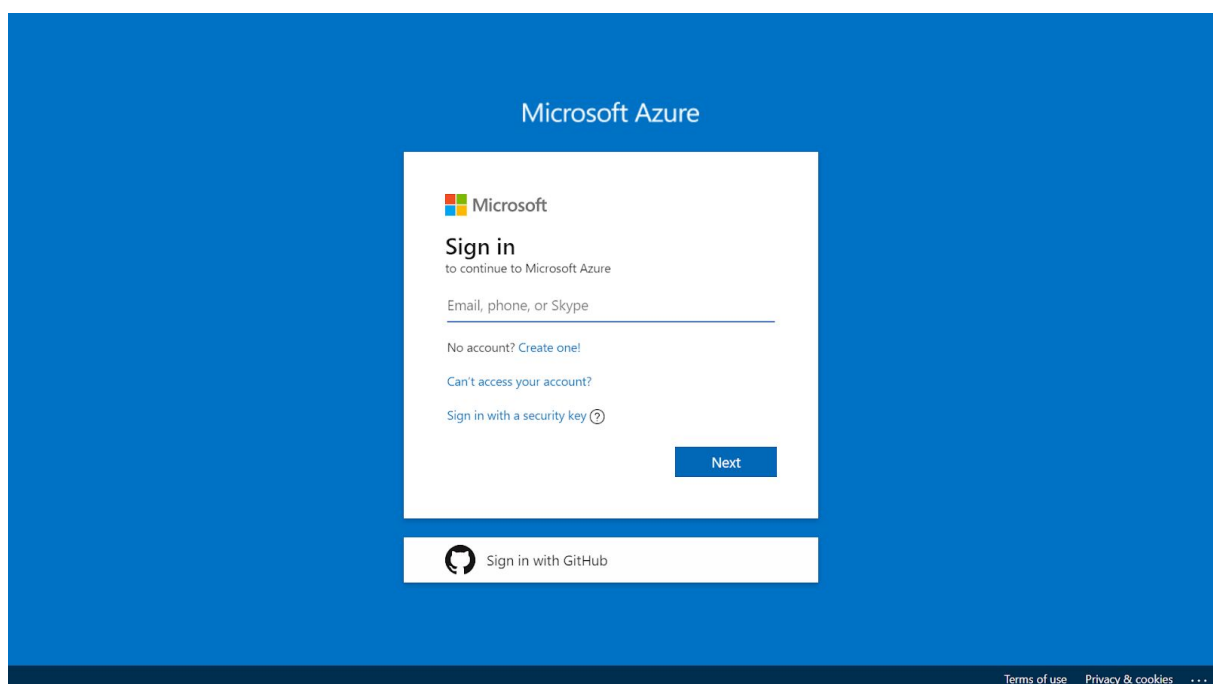 Microsoft Azure
Microsoft
Sign in
to continue to Microsoft Azure
Email, phone, or Skype
No account? Create one!
Can't access your account?
Sign in with a security key
Next
Sign in with GitHub
Terms of use Privacy & cookies ...